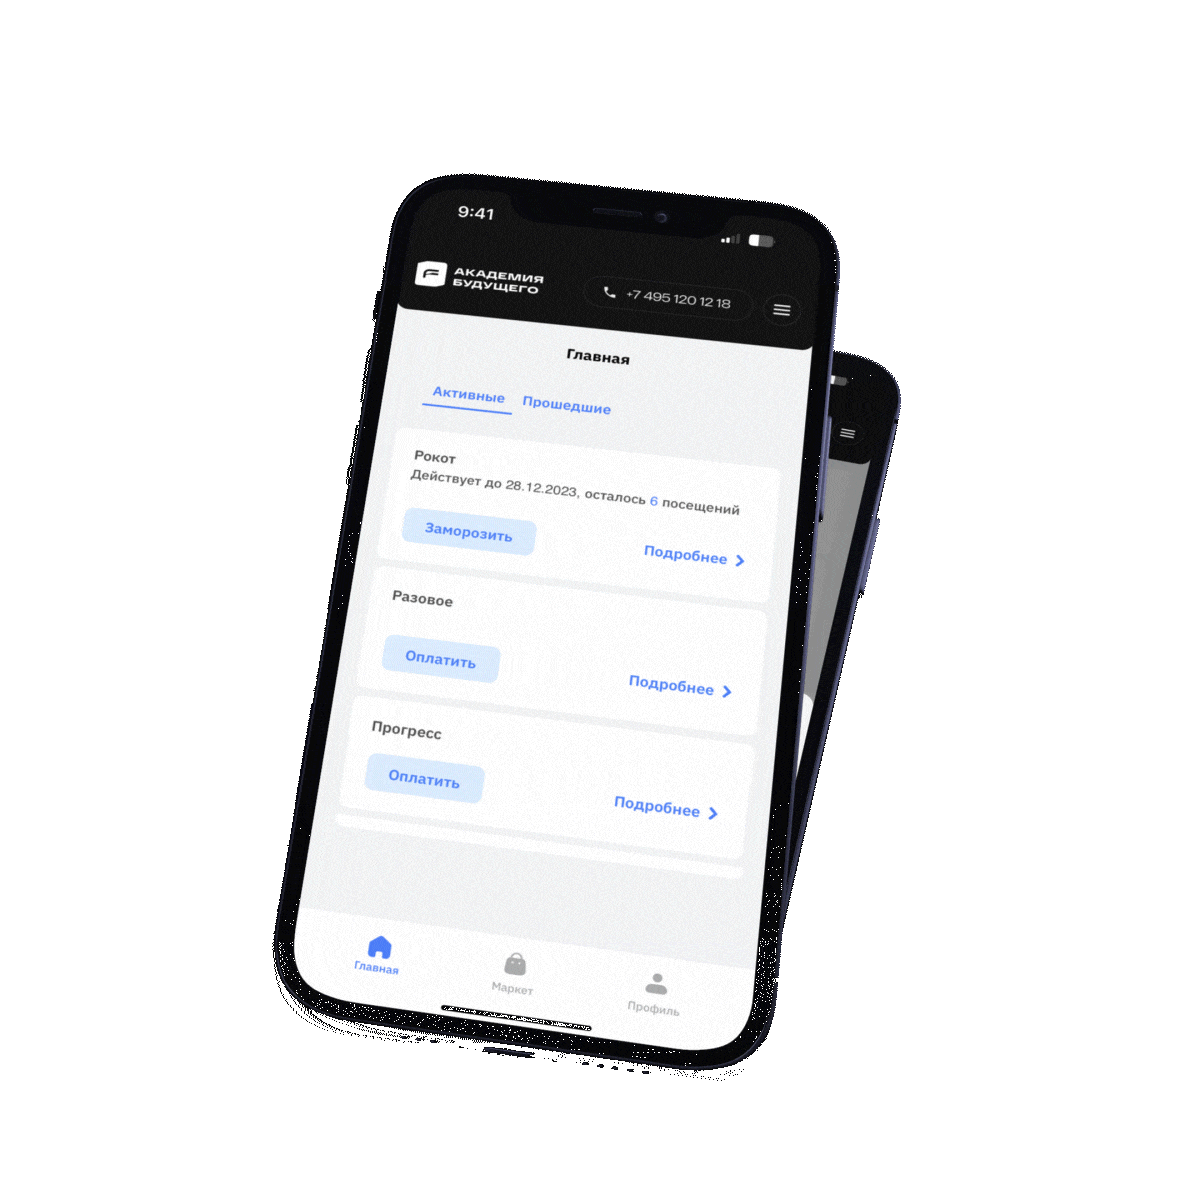 9:41
АКАДЕМИЯ
БУДУЩЕГО
+7 495 120 12 18
Главная
Активные Прошедшие
Рокот
Действует до 28.12.2023, осталось 6 посещений
Заморозить
Подробнее
Разовое
Оплатить
Подробнее
Прогресс
Оплатить
Подробнее
Главная
Маркет
Профиль